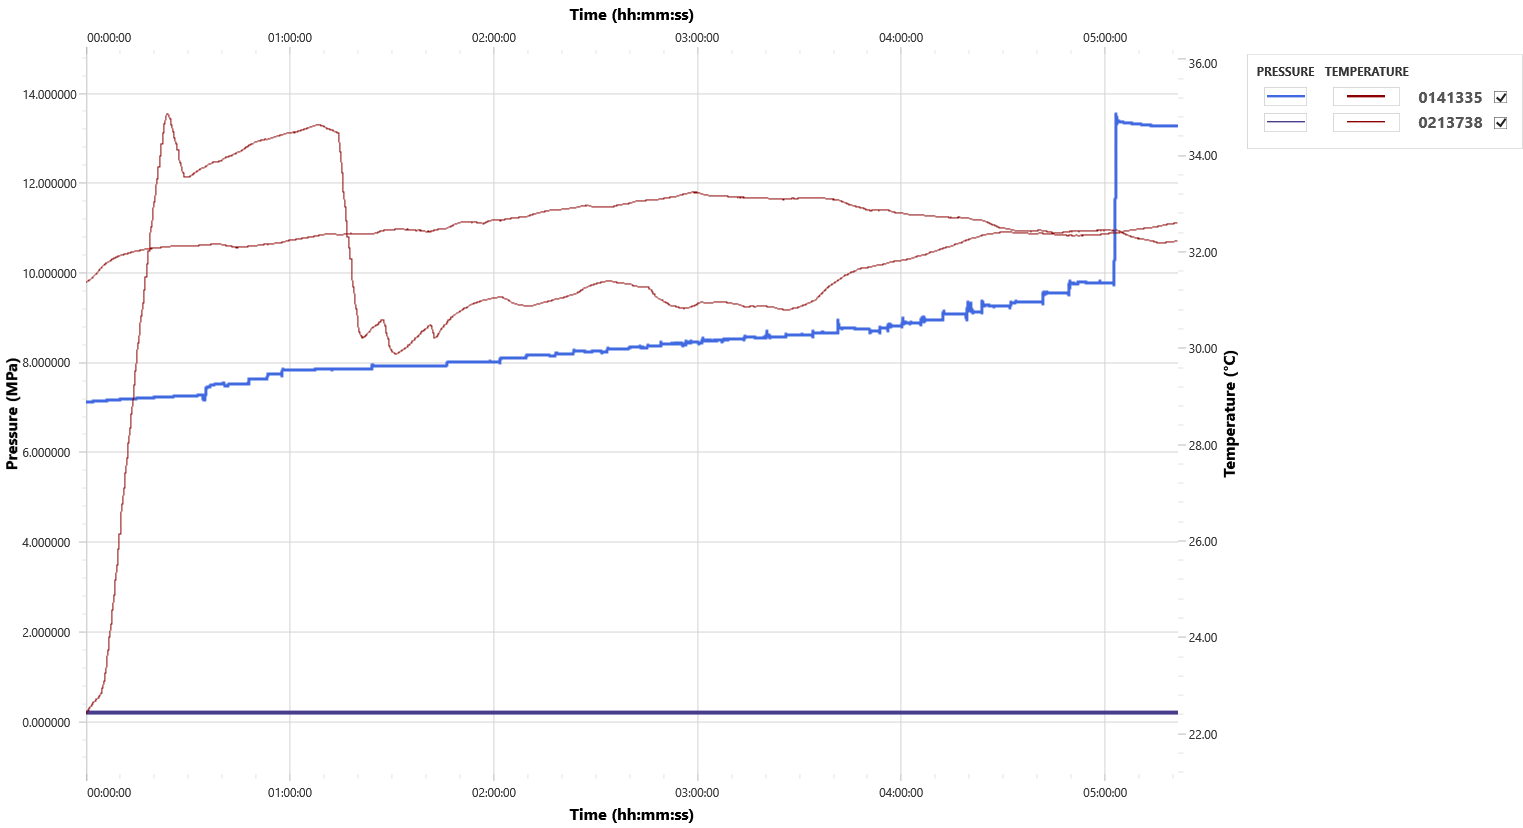 Time (hh:mm:ss)
00:00:00 01:00:00 02:00:00 03:00:00 04:00:00 05:00:00
14.000000
12.000000
10.000000
8.000000
6.000000
4.000000
2.000000
0.000000
Pressure (MPa)
36.00
34.00
32.00
30.00
28.00
26.00
24.00
22.00
Temperature (°C)
00:00:00 01:00:00 02:00:00 03:00:00 04:00:00 05:00:00
Time (hh:mm:ss)
PRESSURE TEMPERATURE
0141335
0213738